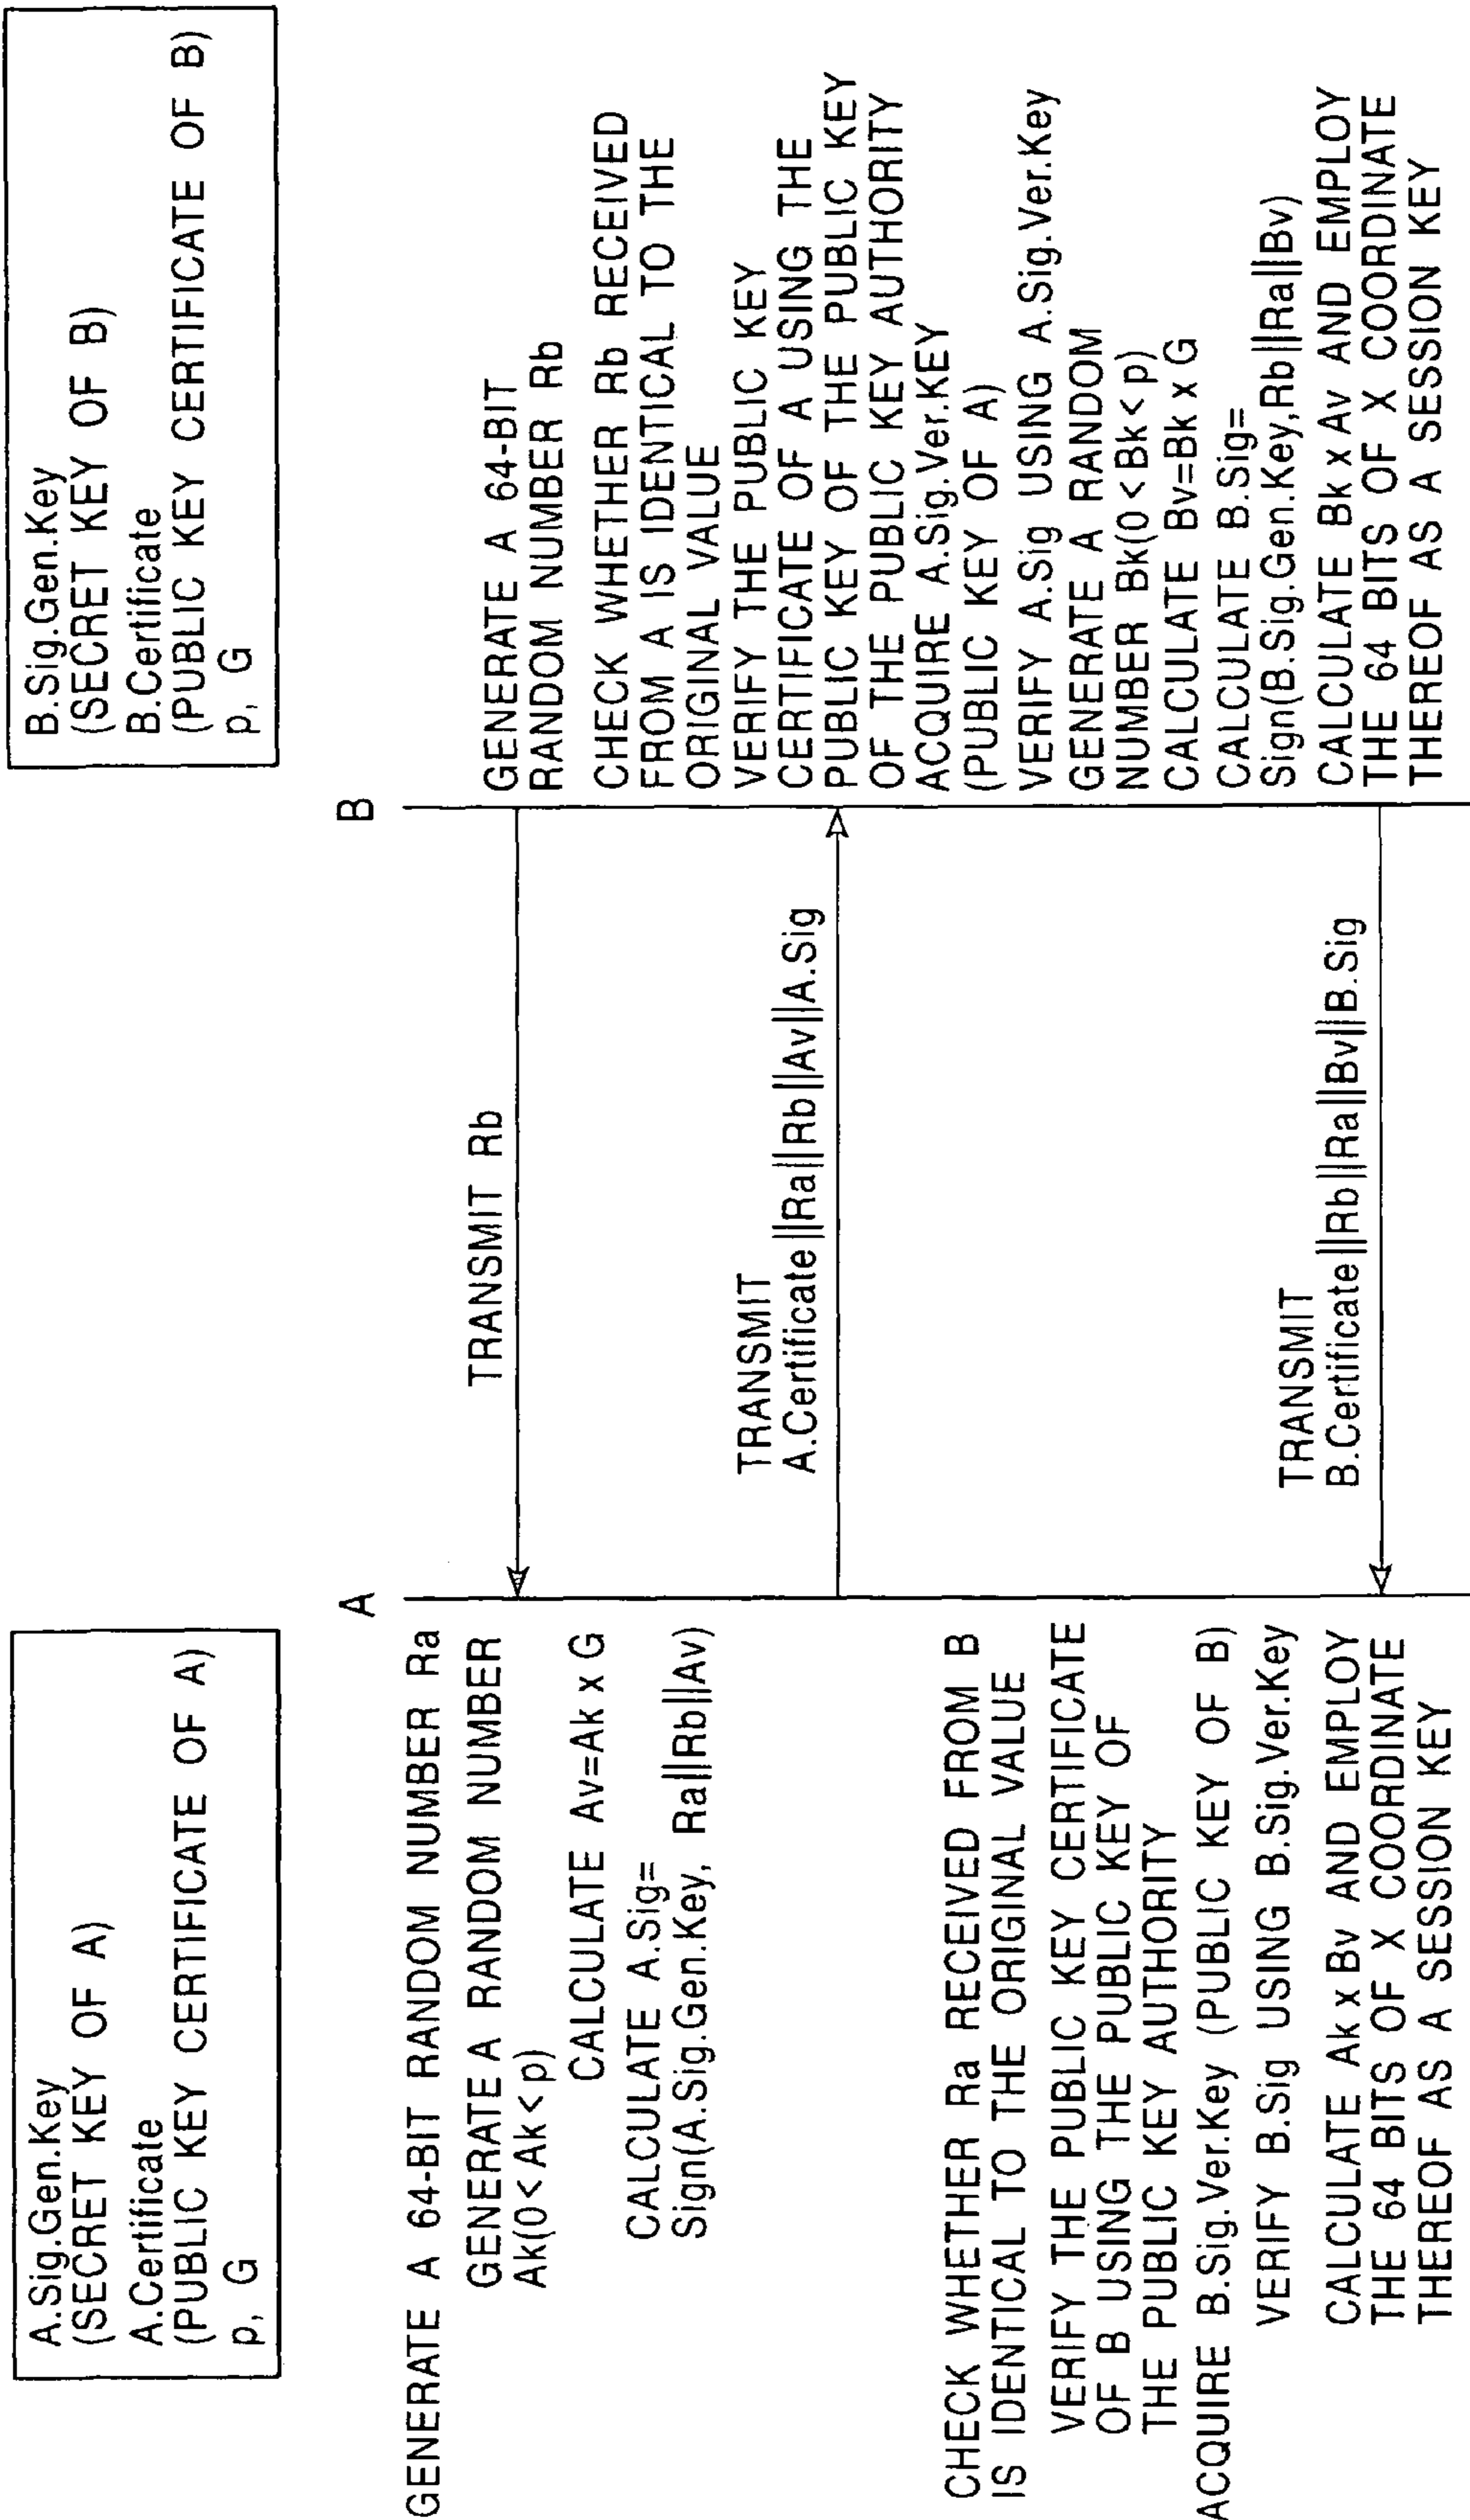 A.Sig.Gen.Key
(SECRET KEY OF A)
A.Certificate
(PUBLIC KEY CERTIFICATE OF A)
p, G
B.Sig.Gen.Key
(SECRET KEY OF B)
B.Certificate
(PUBLIC KEY CERTIFICATE OF B)
p, G
A
B
GENERATE A 64-BIT RANDOM NUMBER Ra
GENERATE A RANDOM NUMBER
Ak(0<Ak<p)
CALCULATE Av=Ak x G
CALCULATE A.Sig=
Sign(A.Sig.Gen.Key, Ra||Rb||Av)
CHECK WHETHER Ra RECEIVED FROM B
IS IDENTICAL TO THE ORIGINAL VALUE
VERIFY THE PUBLIC KEY CERTIFICATE
OF B USING THE PUBLIC KEY OF
THE PUBLIC KEY AUTHORITY
ACQUIRE B.Sig.Ver.Key (PUBLIC KEY OF B)
VERIFY B.Sig USING B.Sig.Ver.Key
CALCULATE Ak x Bv AND EMPLOY
THE 64 BITS OF X COORDINATE
THEREOF AS A SESSION KEY
TRANSMIT Rb
TRANSMIT
A.Certificate||Ra||Rb||Av||A.Sig
TRANSMIT
B.Certificate||Rb||Ra||Bv||B.Sig
GENERATE A 64-BIT
RANDOM NUMBER Rb
CHECK WHETHER Rb RECEIVED
FROM A IS IDENTICAL TO THE
ORIGINAL VALUE
VERIFY THE PUBLIC KEY
CERTIFICATE OF A USING THE
PUBLIC KEY OF THE PUBLIC KEY
OF THE PUBLIC KEY AUTHORITY
ACQUIRE A.Sig.Ver.KEY
(PUBLIC KEY OF A)
VERIFY A.Sig USING A.Sig.Ver.Key
GENERATE A RANDOM
NUMBER Bk(0<Bk<p)
CALCULATE Bv=Bk x G
CALCULATE B.Sig=
Sign(B.Sig.Gen.Key,Rb||Ra||Bv)
CALCULATE Bk x Av AND EMPLOY
THE 64 BITS OF X COORDINATE
THEREOF AS A SESSION KEY